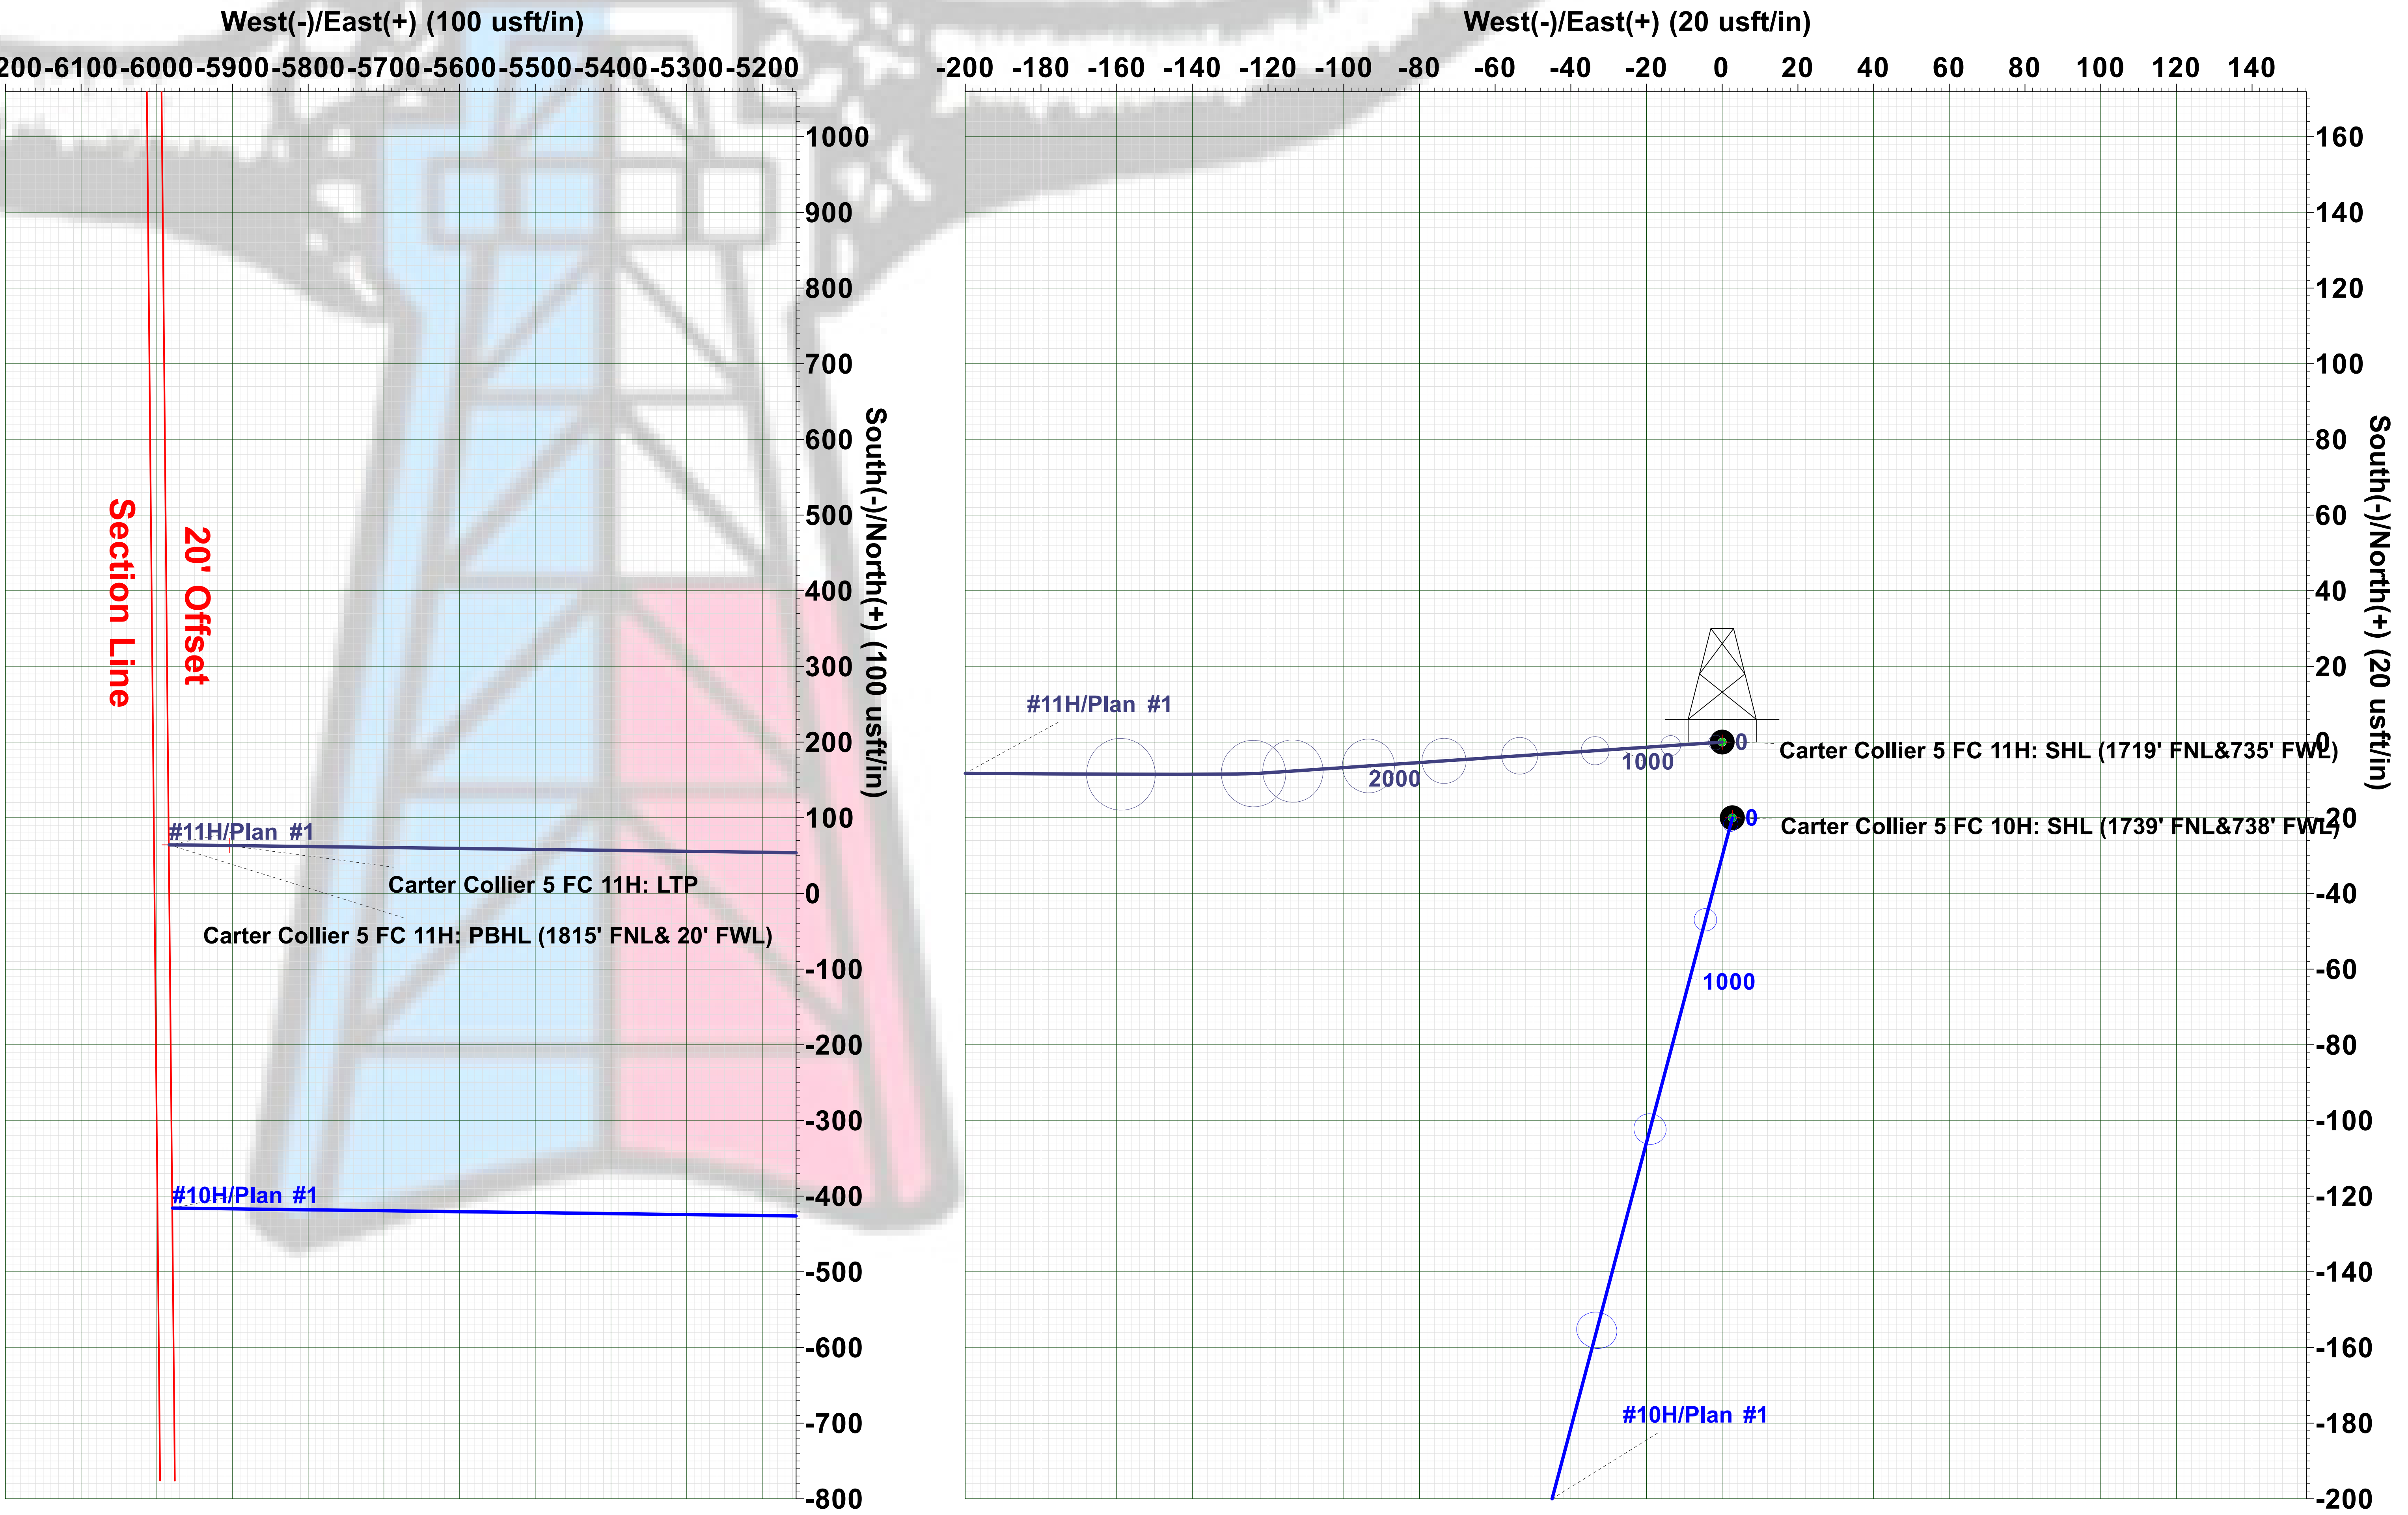 West(-)/East(+) (100 usft/in)
200 -6100 -6000 -5900 -5800 -5700 -5600 -5500 -5400 -5300 -5200
1000
900
800
700
600
500
400
300
200
100
0
-100
-200
-300
-400
-500
-600
-700
-800
South(-)/North(+) (100 usft/in)
Section Line
20' Offset
#11H/Plan #1
Carter Collier 5 FC 11H: LTP
Carter Collier 5 FC 11H: PBHL (1815' FNL& 20' FWL)
#10H/Plan #1
West(-)/East(+) (20 usft/in)
-200 -180 -160 -140 -120 -100 -80 -60 -40 -20 0 20 40 60 80 100 120 140
160
140
120
100
80
60
40
20
0
-20
-40
-60
-80
-100
-120
-140
-160
-180
-200
South(-)/North(+) (20 usft/in)
#11H/Plan #1
2000
1000
0
Carter Collier 5 FC 11H: SHL (1719' FNL&735' FWL)
0
Carter Collier 5 FC 10H: SHL (1739' FNL&738' FWL)
1000
#10H/Plan #1